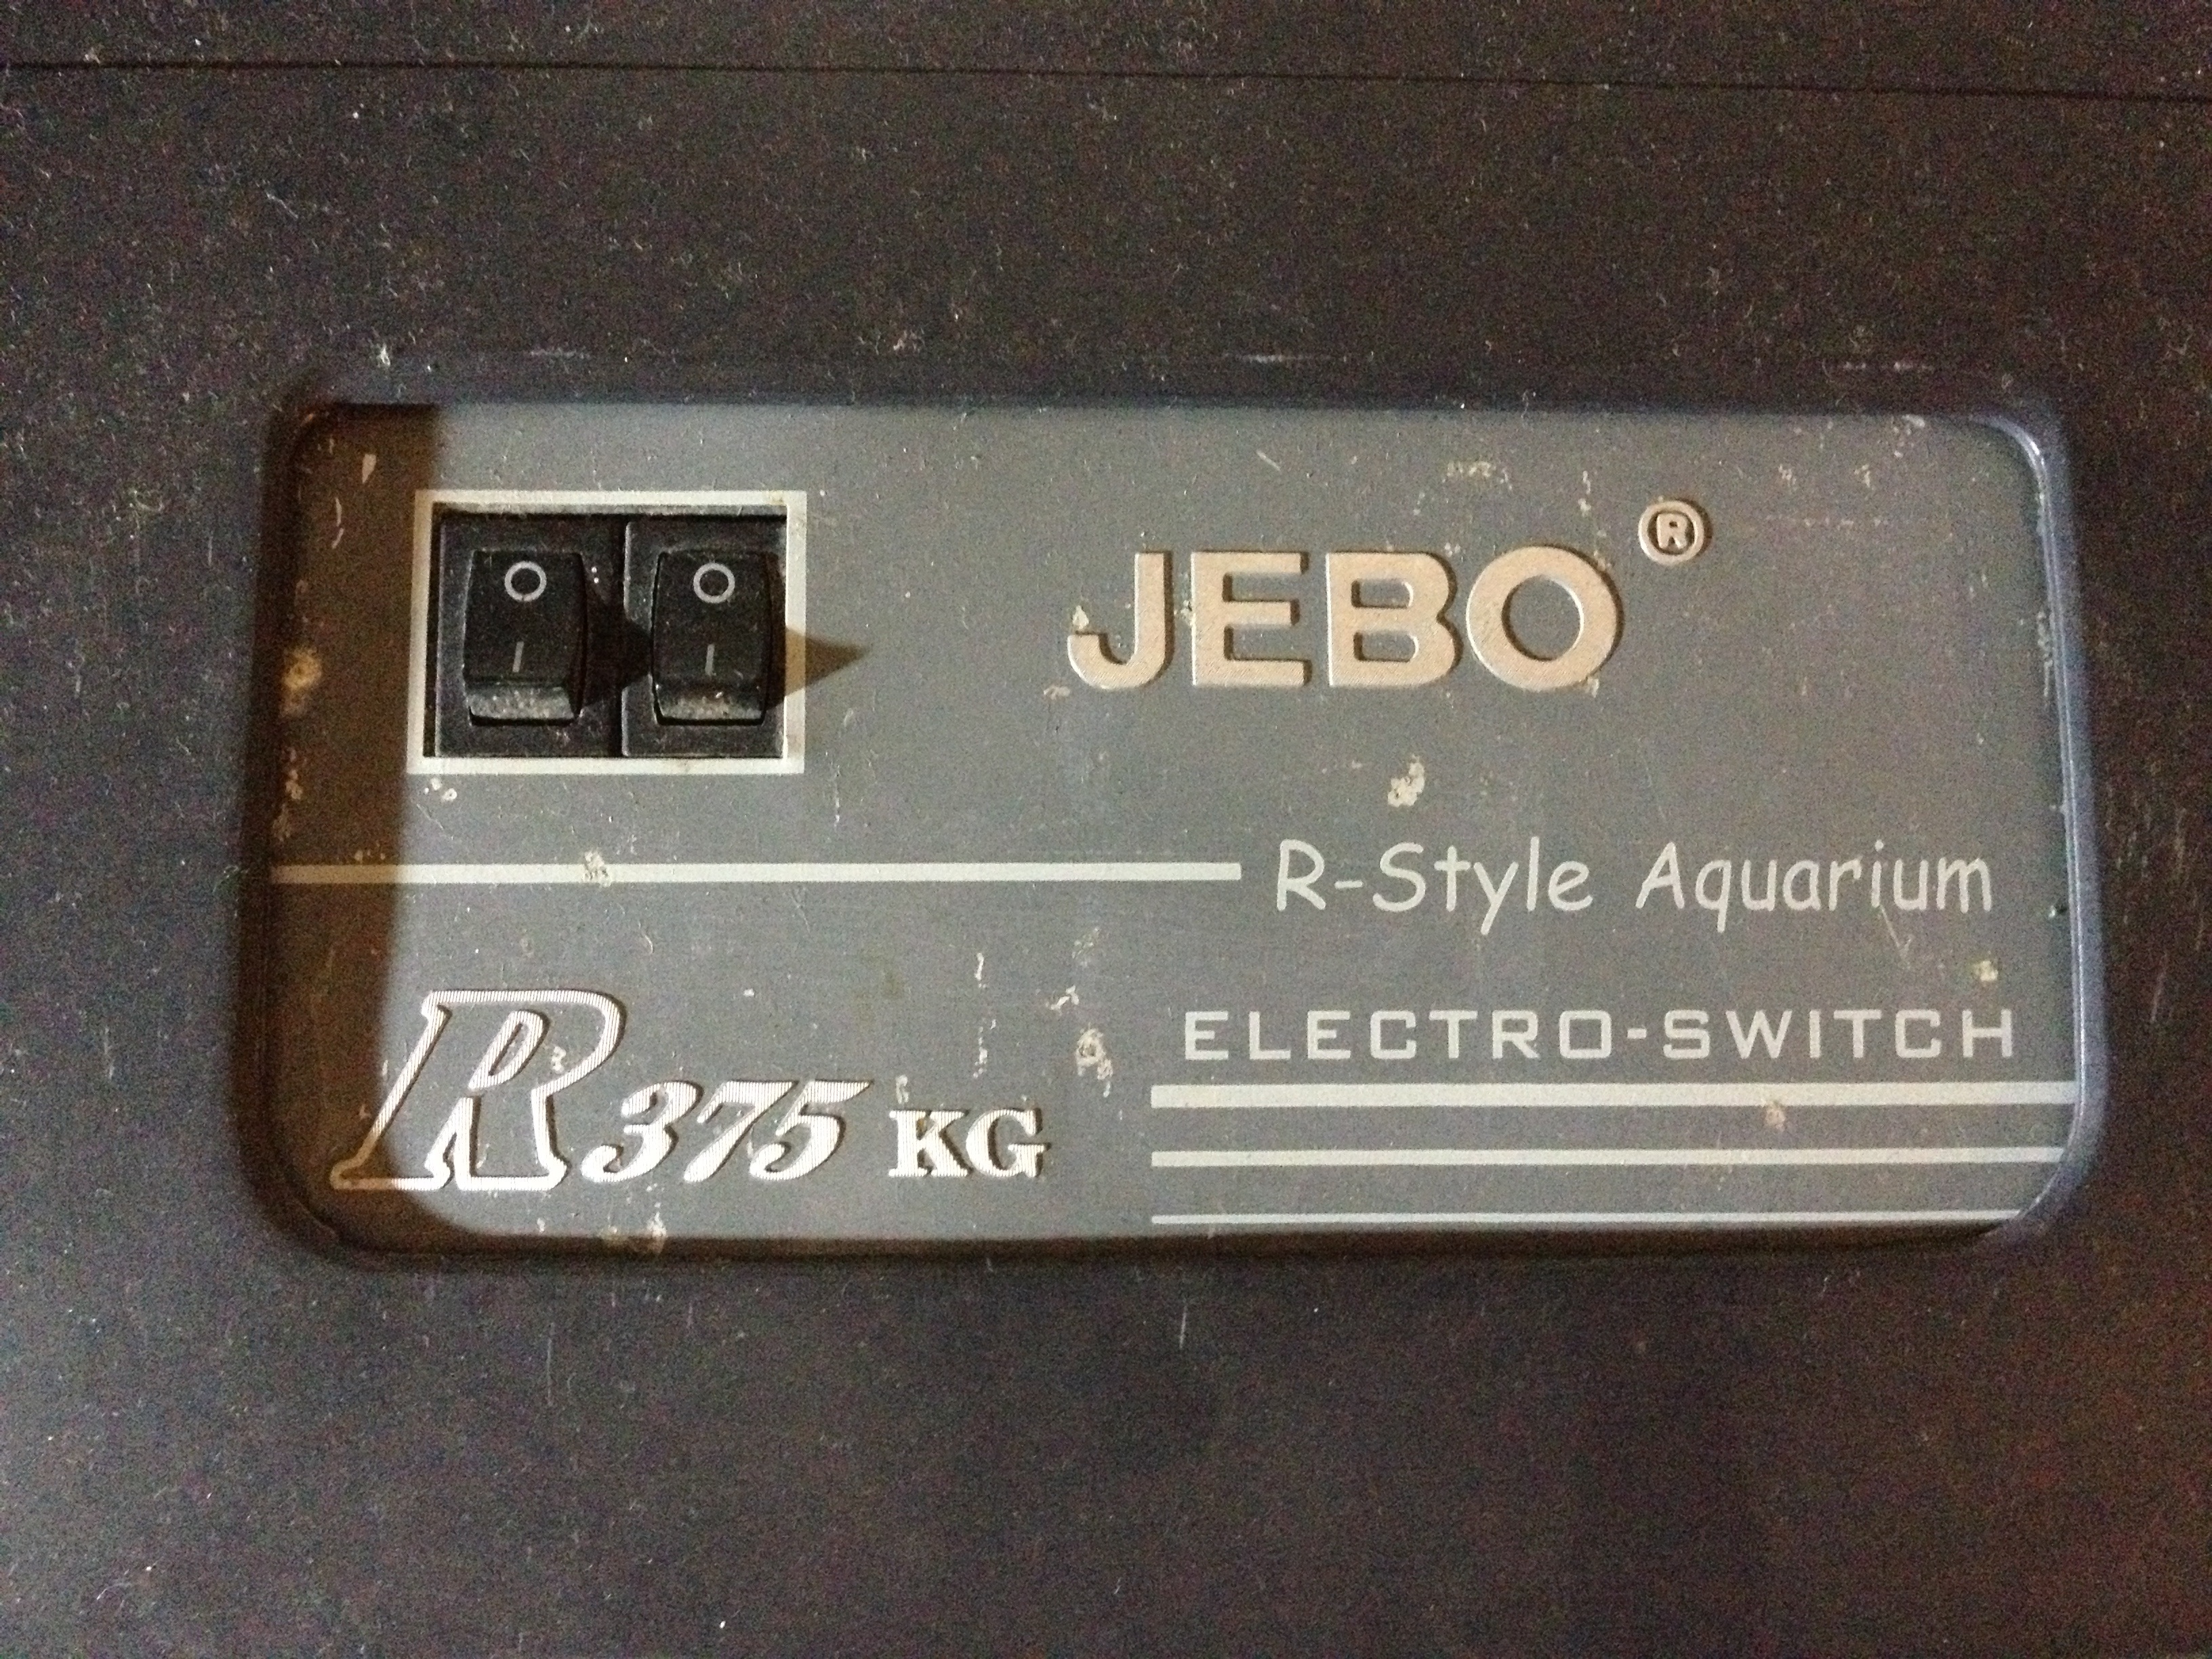 O O
I I
JEBO®
R-Style Aquarium
ELECTRO-SWITCH
R375 KG